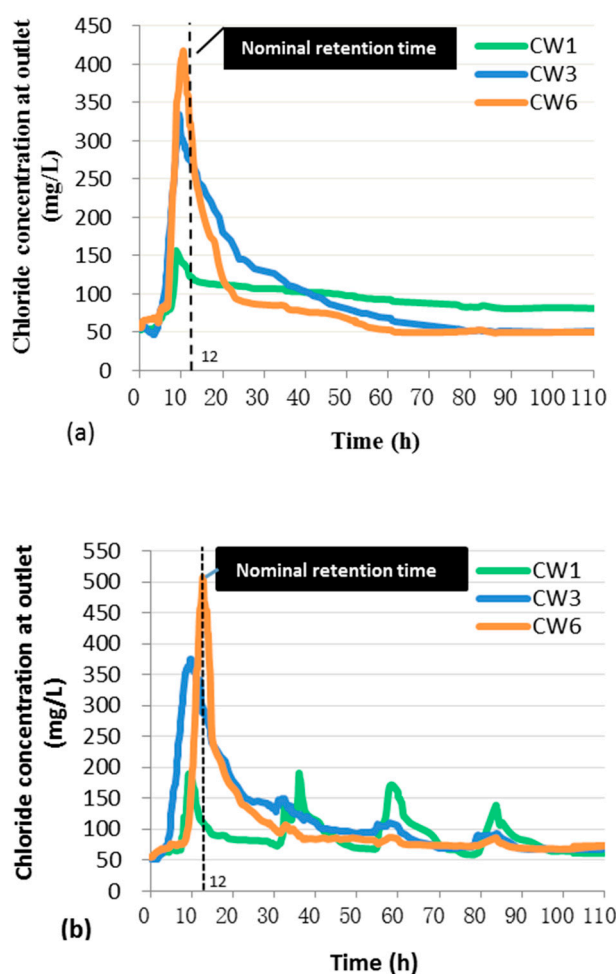 450
400
350
300
250
200
150
100
50
0
Chloride concentration at outlet
(mg/L)
Nominal retention time
CW1
CW3
CW6
12
0 10 20 30 40 50 60 70 80 90 100 110
(a)
Time (h)
550
500
450
400
350
300
250
200
150
100
50
0
Chloride concentration at outlet
(mg/L)
Nominal retention time
CW1
CW3
CW6
12
0 10 20 30 40 50 60 70 80 90 100 110
(b)
Time (h)